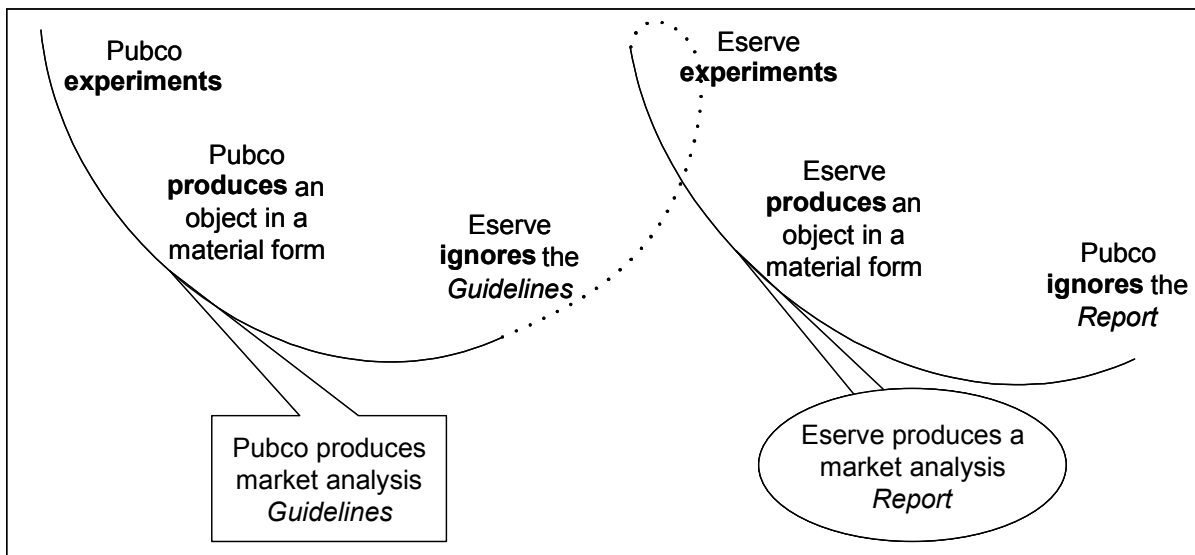 Pubco
experiments
Pubco
produces an
object in a
material form
Eserve
ignores the
Guidelines
Pubco produces
market analysis
Guidelines
Eserve
experiments
Eserve
produces an
object in a
material form
Pubco
ignores the
Report
Eserve produces a
market analysis
Report